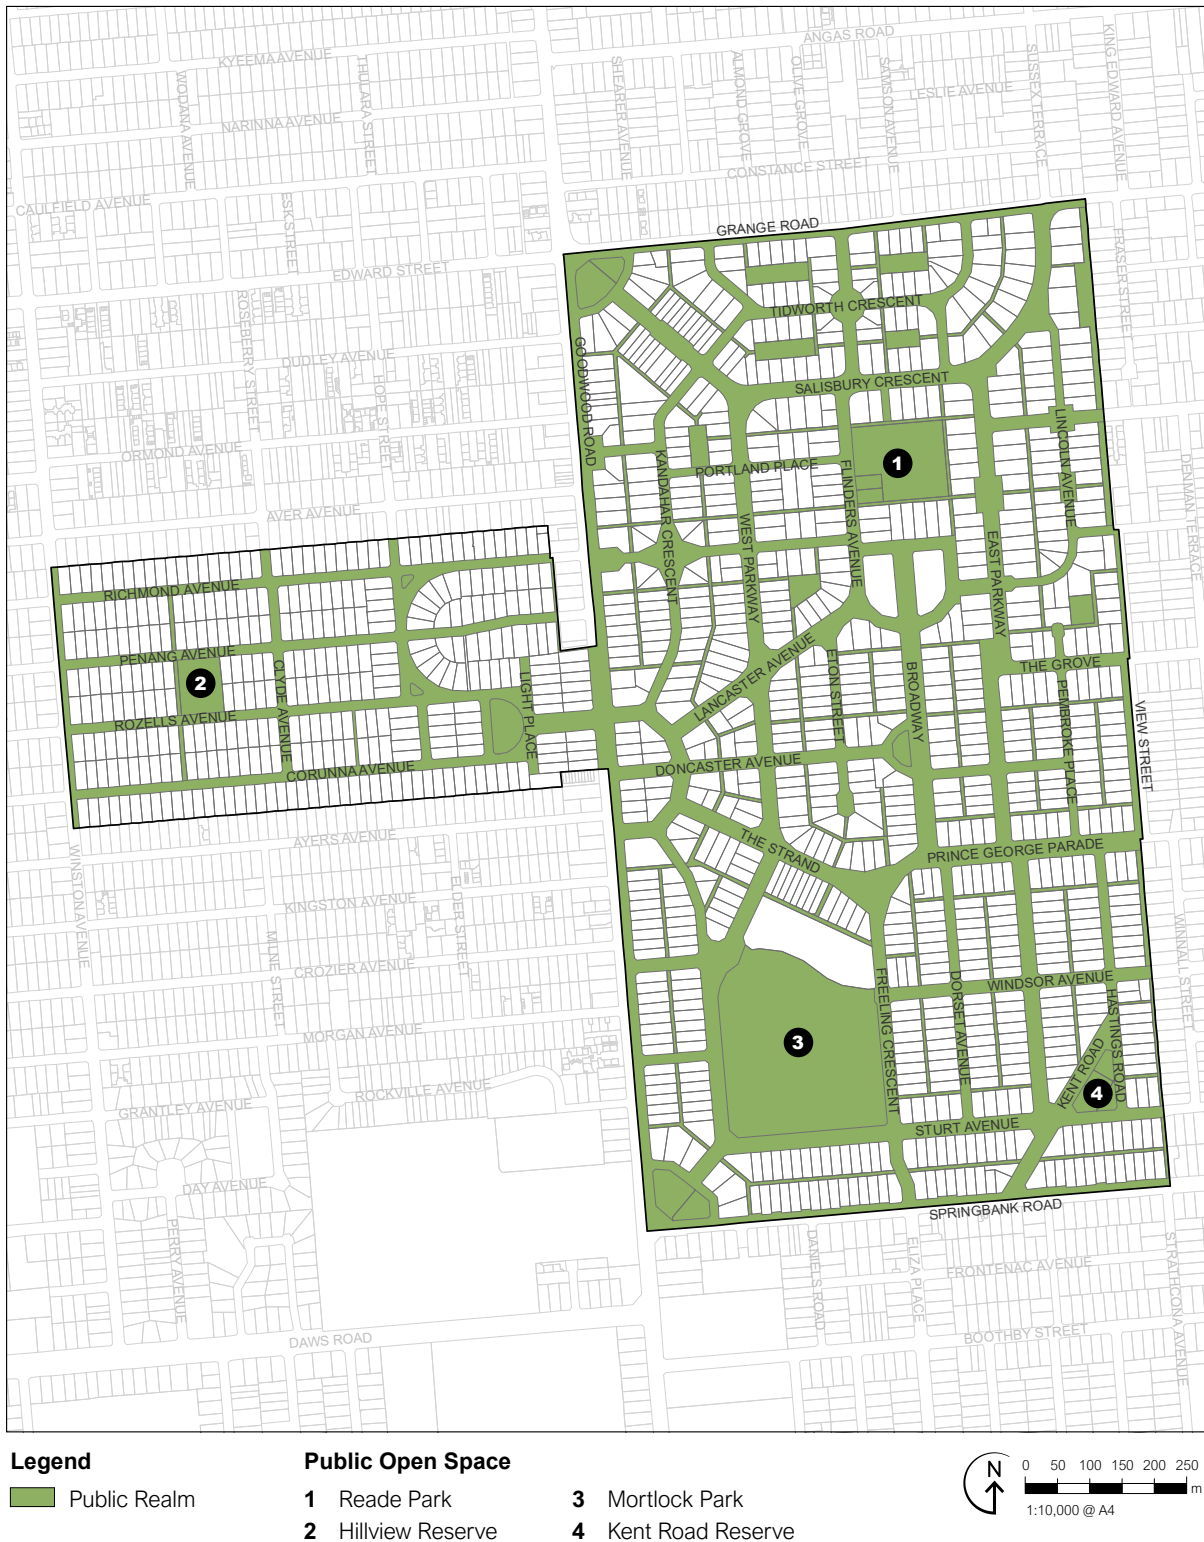 ANGAS ROAD
KYEEMA AVENUE
WODANA AVENUE
THULARA STREET
SHEARER AVENUE
ALMOND GROVE
OLIVE GROVE
SAMSON AVENUE
LESLIE AVENUE
SUSSEX TERRACE
KING EDWARD AVENUE
NARINNA AVENUE
CONSTANCE STREET
CAULFIELD AVENUE
ESK STREET
GRANGE ROAD
FRASER STREET
EDWARD STREET
ROSEBERRY STREET
TIDWORTH CRESCENT
DUDLEY AVENUE
HOPE STREET
GOODWOOD ROAD
SALISBURY CRESCENT
LINCOLN AVENUE
ORMOND AVENUE
KANDAHAR CRESCENT
PORTLAND PLACE
FLINDERS AVENUE
1
DENMAN TERRACE
AVER AVENUE
WEST PARKWAY
EAST PARKWAY
RICHMOND AVENUE
PENANG AVENUE
2
CLYDE AVENUE
LIGHT PLACE
LANCASTER AVENUE
ELTON STREET
BROADWAY
THE GROVE
PEMBROKE PLACE
VIEW STREET
ROZELLS AVENUE
CORUNNA AVENUE
DONCASTER AVENUE
AYERS AVENUE
THE STRAND
PRINCE GEORGE PARADE
WINSTON AVENUE
KINGSTON AVENUE
ELDER STREET
MILNE STREET
CROZIER AVENUE
WINNALL STREET
FREELING CRESCENT
DORSET AVENUE
WINDSOR AVENUE
HASTINGS ROAD
MORGAN AVENUE
3
KENT ROAD
4
ROCKVILLE AVENUE
GRANTLEY AVENUE
STURT AVENUE
DAY AVENUE
PERRY AVENUE
SPRINGBANK ROAD
DANIELS ROAD
ELIZA PLACE
FRONTENAC AVENUE
STRATHCONA AVENUE
DAWS ROAD
BOOTHBY STREET
Legend
Public Realm
Public Open Space
1 Reade Park
2 Hillview Reserve
3 Mortlock Park
4 Kent Road Reserve
N
0 50 100 150 200 250
m
1:10,000 @ A4